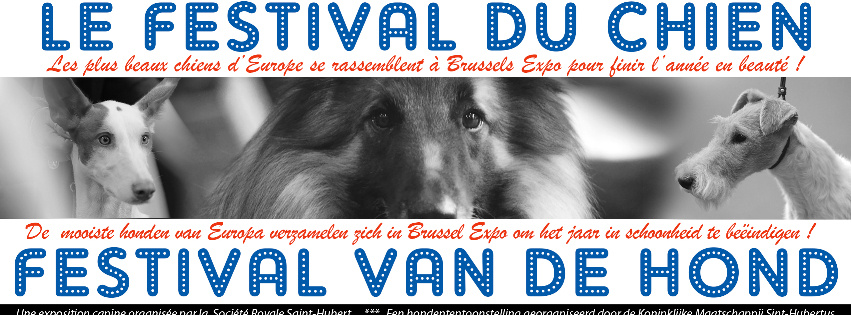 LE FESTIVAL DU CHIEN
Les plus beaux chiens d'Europe se rassemblent à Brussels Expo pour finir l'année en beauté !
De mooiste honden van Europa verzamelen zich in Brussel Expo om het jaar in schoonheid te beëindigen !
FESTIVAL VAN DE HOND
Une exposition canine organisée par la Société Royale Saint-Hubert *** Een hondententoonstelling georganiseerd door de Koninklijke Maatschappij Sint-Hubertus